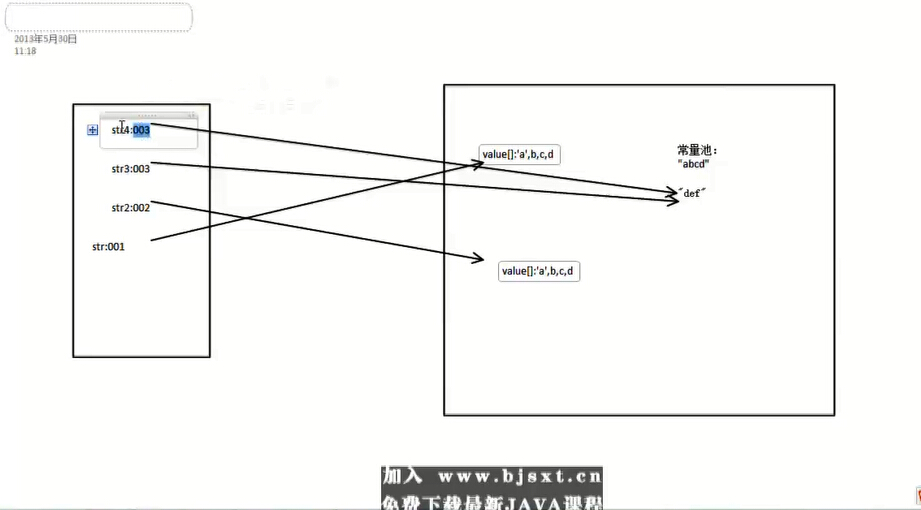 2013年5月30日
11:18
str4:003
str3:003
str2:002
str:001
value[]:'a',b,c,d
value[]:'a',b,c,d
常量池：
"abcd"
"def"
加入 www.bjsxt.cn
免费下载最新JAVA课程